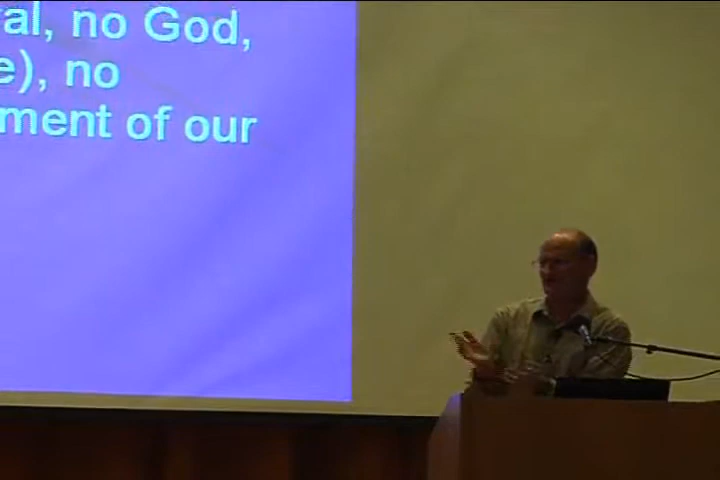 al, no God,
e), no
ment of our